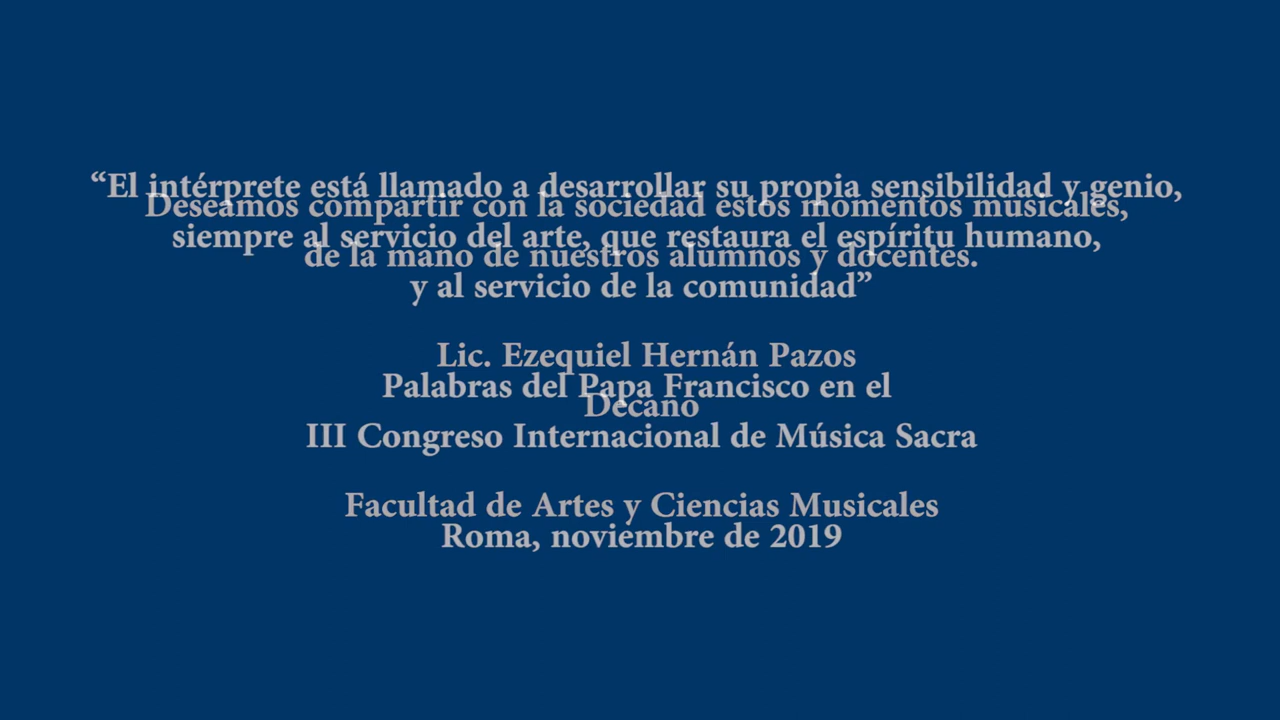 “El intérprete está llamado a desarrollar su propia sensibilidad y genio,
Deseamos compartir con la sociedad estos momentos musicales,
siempre al servicio del arte, que restaura el espíritu humano,
de la mano de nuestros alumnos y docentes.
y al servicio de la comunidad”
Lic. Ezequiel Hernán Pazos
Palabras del Papa Francisco en el
Decano
III Congreso Internacional de Música Sacra
Facultad de Artes y Ciencias Musicales
Roma, noviembre de 2019